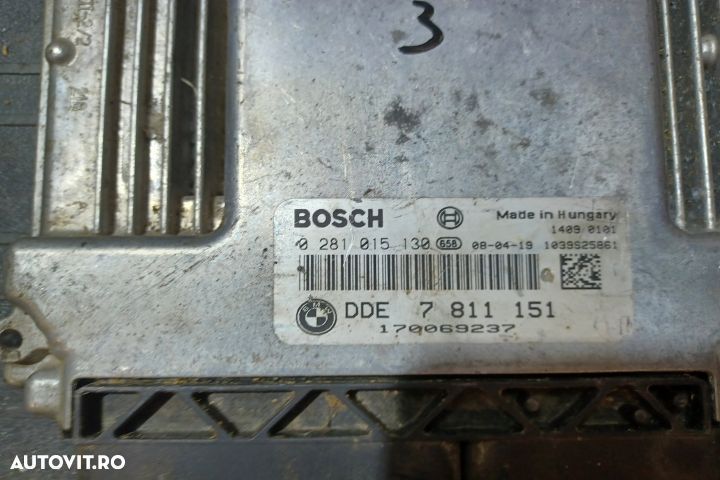 3
BOSCH Made in Hungary
1409 0101
0 281 015 130 658 08-04-19 1039S25861
BMW DDE 7 811 151
170069237
AUTOVIT.RO